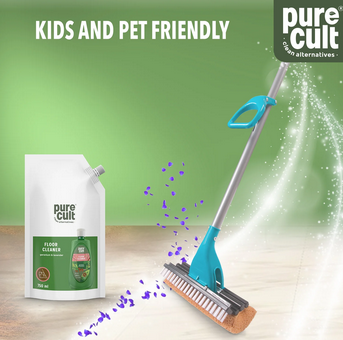 KIDS AND PET FRIENDLY
pure
cult
clean alternatives
pure
cult
FLOOR
CLEANER